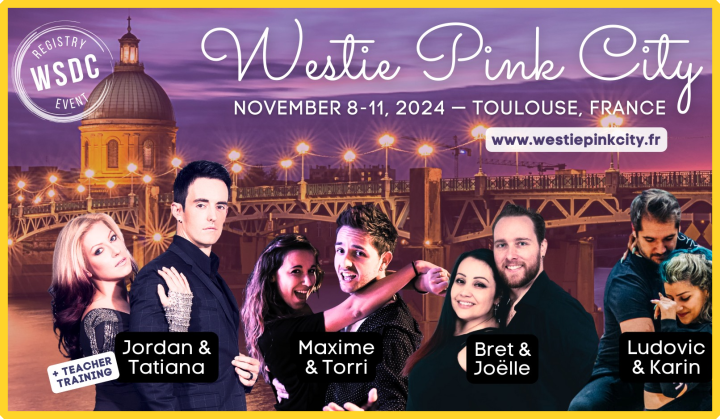 REGISTRY
WSDC
EVENT
Westie Pink City
NOVEMBER 8-11, 2024 — TOULOUSE, FRANCE
www.westiepinkcity.fr
+ TEACHER
TRAINING
Jordan &
Tatiana
Maxime
& Torri
Bret &
Joëlle
Ludovic
& Karin